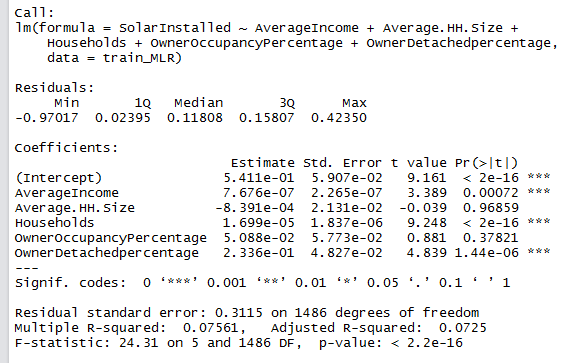 Call:
lm(formula = SolarInstalled ~ AverageIncome + Average.HH.Size +
    Households + OwnerOccupancyPercentage + OwnerDetachedpercentage,
    data = train_MLR)

Residuals:
     Min       1Q   Median       3Q      Max
-0.97017  0.02395  0.11808  0.15807  0.42350

Coefficients:
                           Estimate Std. Error t value Pr(>|t|)
(Intercept)               5.411e-01  5.907e-02   9.161  < 2e-16 ***
AverageIncome             7.676e-07  2.265e-07   3.389  0.00072 ***
Average.HH.Size          -8.391e-04  2.131e-02  -0.039  0.96859
Households                1.699e-05  1.837e-06   9.248  < 2e-16 ***
OwnerOccupancyPercentage  5.088e-02  5.773e-02   0.881  0.37821
OwnerDetachedpercentage   2.336e-01  4.827e-02   4.839 1.44e-06 ***
---
Signif. codes:  0 ‘***’ 0.001 ‘**’ 0.01 ‘*’ 0.05 ‘.’ 0.1 ‘ ’ 1

Residual standard error: 0.3115 on 1486 degrees of freedom
Multiple R-squared:  0.07561,   Adjusted R-squared:  0.0725
F-statistic: 24.31 on 5 and 1486 DF,  p-value: < 2.2e-16